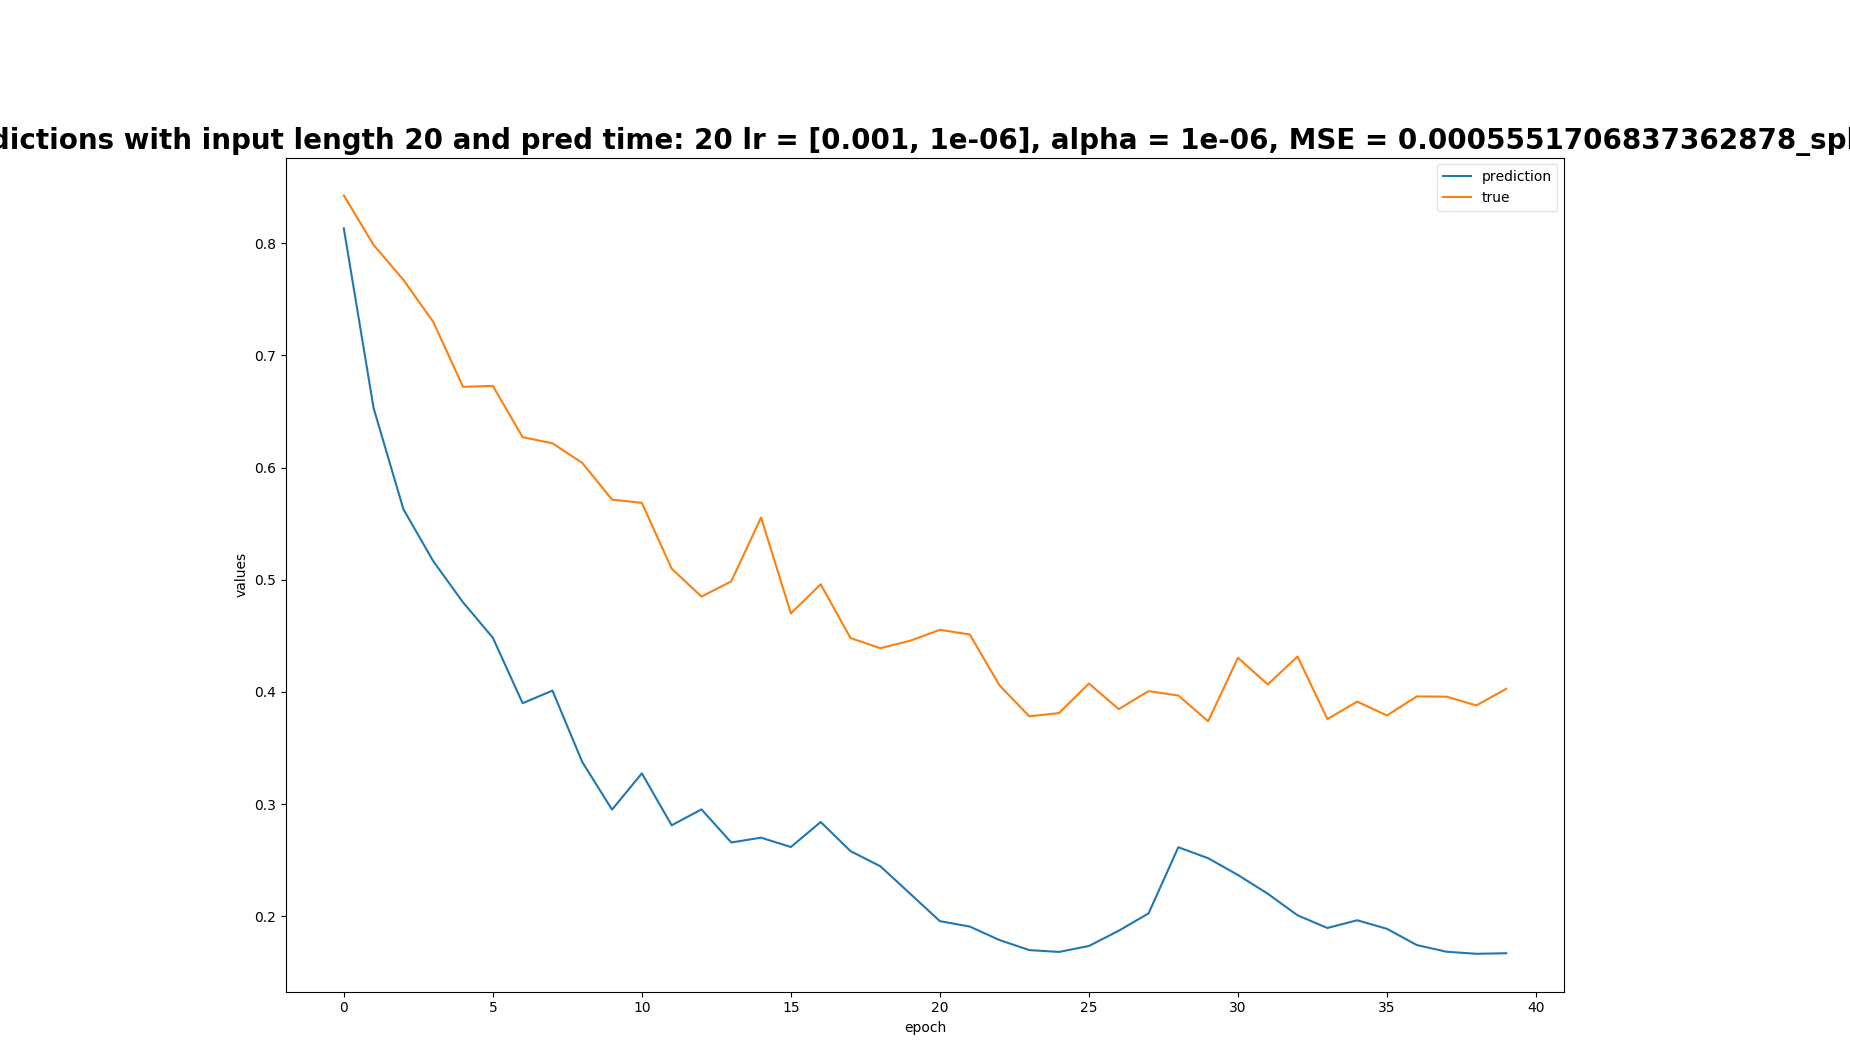 dictions with input length 20 and pred time: 20 lr = [0.001, 1e-06], alpha = 1e-06, MSE = 0.0005551706837362878_spl
prediction
true
0.8
0.7
0.6
0.5
0.4
0.3
0.2
values
0 5 10 15 20 25 30 35 40
epoch